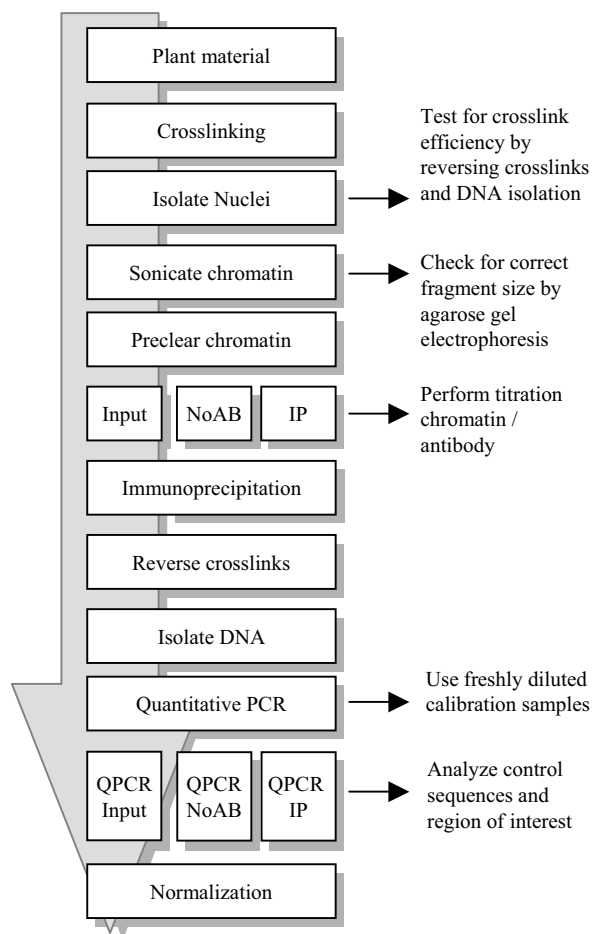 Plant material
Crosslinking
Isolate Nuclei
Test for crosslink
efficiency by
reversing crosslinks
and DNA isolation
Sonicate chromatin
Check for correct
fragment size by
agarose gel
electrophoresis
Preclear chromatin
Input
NoAB
IP
Perform titration
chromatin /
antibody
Immunoprecipitation
Reverse crosslinks
Isolate DNA
Quantitative PCR
Use freshly diluted
calibration samples
QPCR
Input
QPCR
NoAB
QPCR
IP
Analyze control
sequences and
region of interest
Normalization